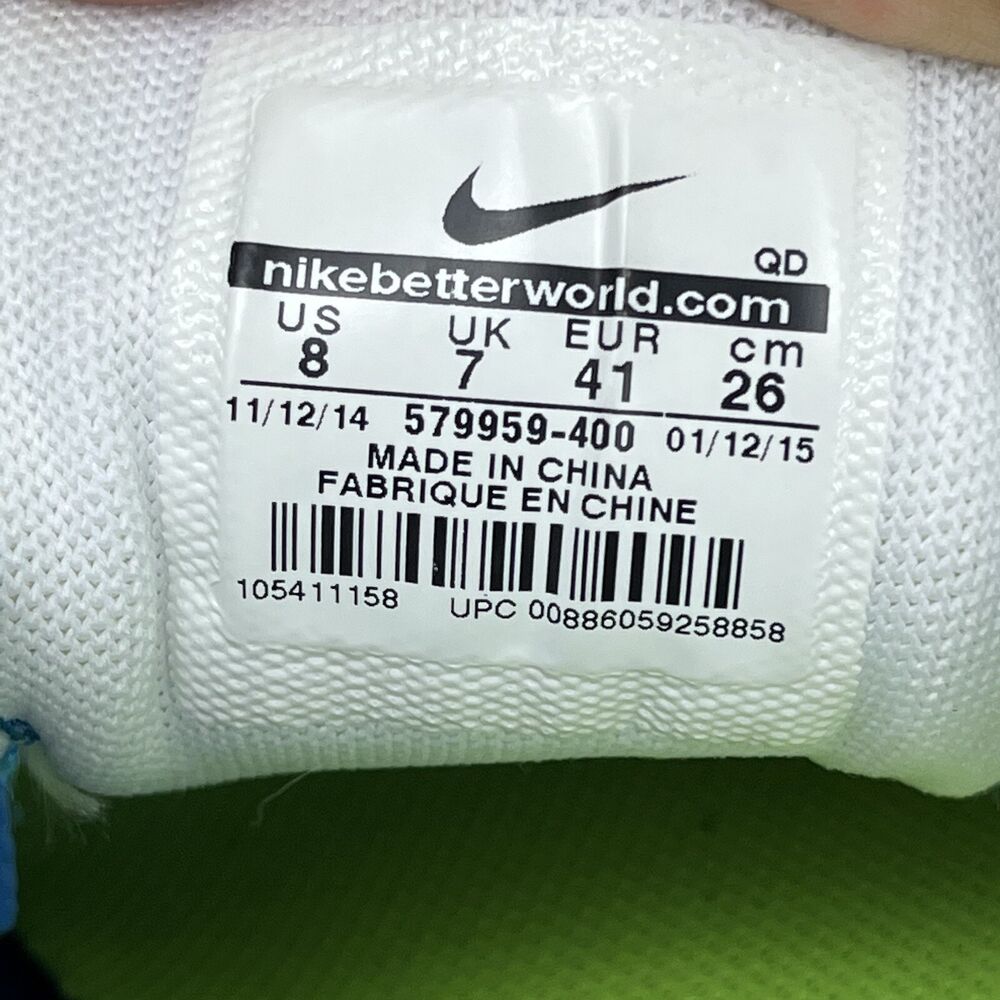 QD
nikebetterworld.com
US UK EUR cm
8 7 41 26
11/12/14 579959-400 01/12/15
MADE IN CHINA
FABRIQUE EN CHINE
105411158 UPC 00886059258858